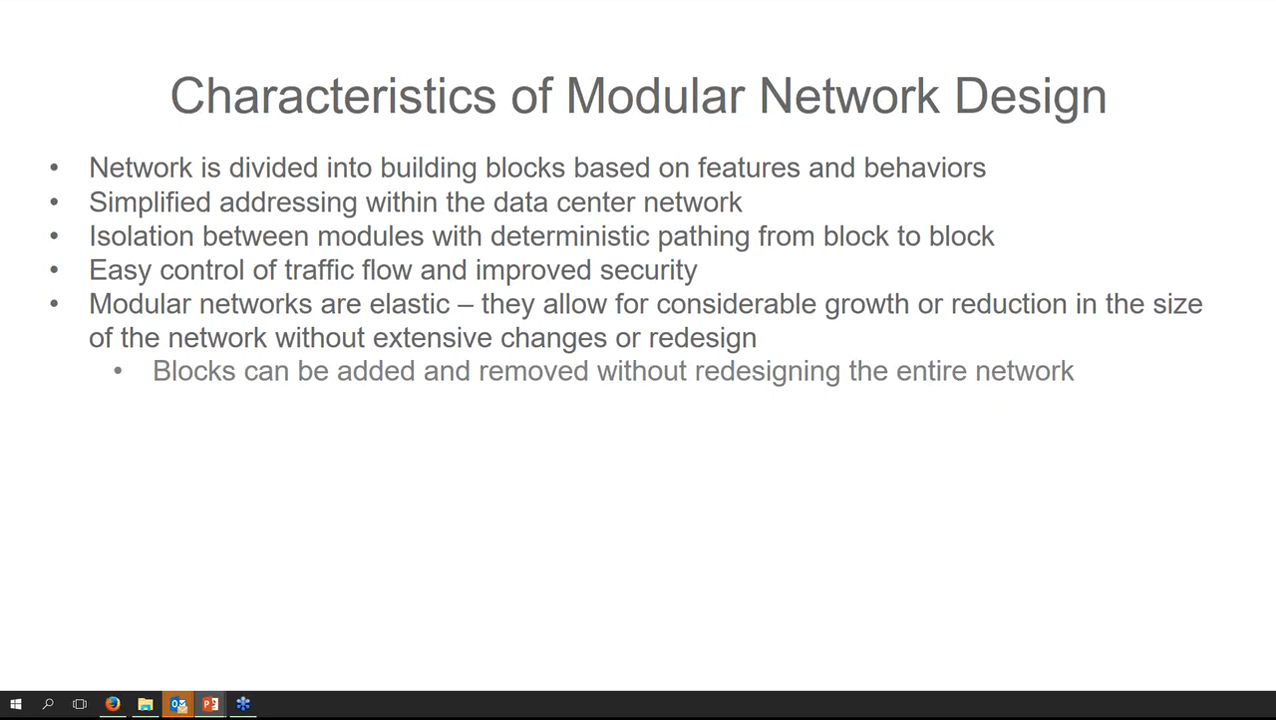 Characteristics of Modular Network Design
• Network is divided into building blocks based on features and behaviors
• Simplified addressing within the data center network
• Isolation between modules with deterministic pathing from block to block
• Easy control of traffic flow and improved security
• Modular networks are elastic – they allow for considerable growth or reduction in the size
of the network without extensive changes or redesign
• Blocks can be added and removed without redesigning the entire network